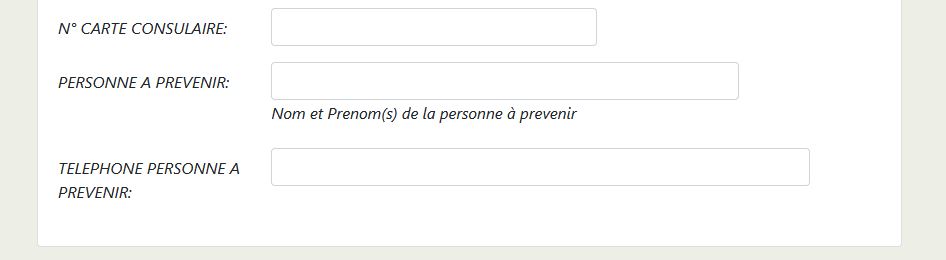 N° CARTE CONSULAIRE:
PERSONNE A PREVENIR:
Nom et Prenom(s) de la personne à prevenir
TELEPHONE PERSONNE A
PREVENIR: